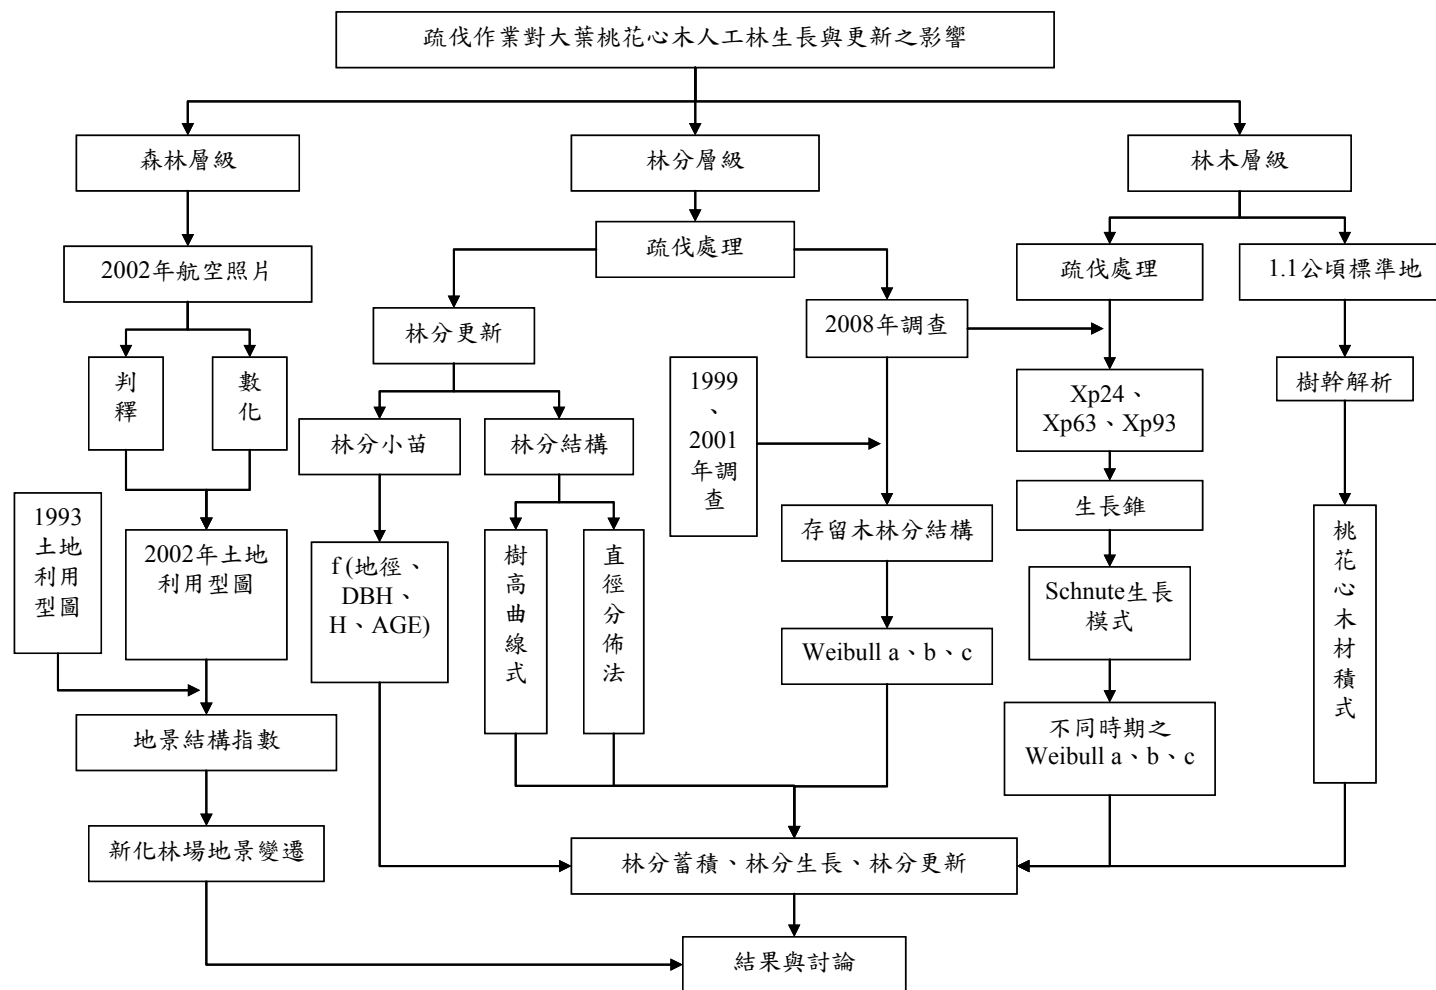 疏伐作業對大葉桃花心木人工林生長與更新之影響
森林層級
林分層級
林木層級
2002年航空照片
疏伐處理
疏伐處理
1.1公頃標準地
判
釋
數
化
林分更新
2008年調查
1999
、
2001
年調
查
Xp24、
Xp63、Xp93
樹幹解析
林分小苗
林分結構
生長錐
1993
土地
利用
型圖
2002年土地
利用型圖
f (地徑、
DBH、
H、AGE)
樹
高
曲
線
式
直
徑
分
佈
法
存留木林分結構
Schnute生長
模式
桃
花
心
木
材
積
式
Weibull a、b、c
地景結構指數
不同時期之
Weibull a、b、c
新化林場地景變遷
林分蓄積、林分生長、林分更新
結果與討論